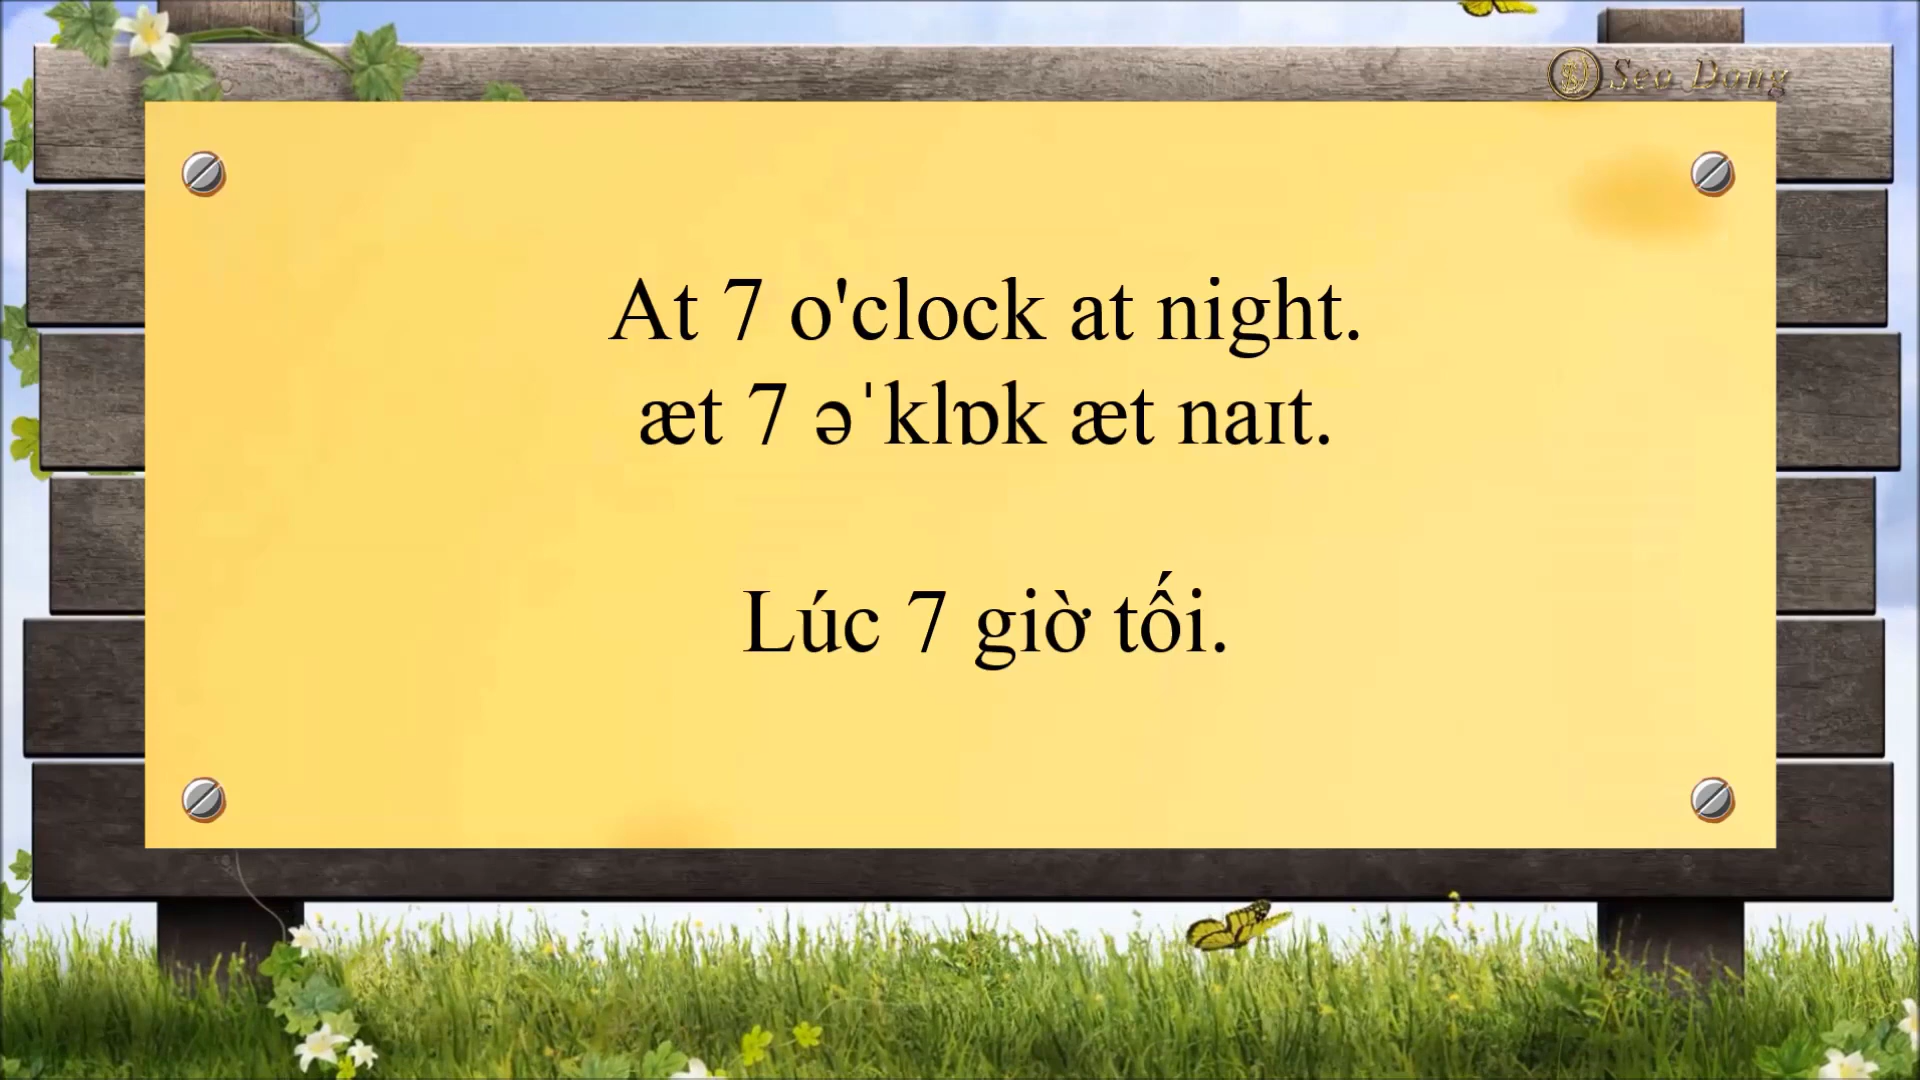 Seo Dong
At 7 o'clock at night.
æt 7 əˈklɒk æt naɪt.
Lúc 7 giờ tối.